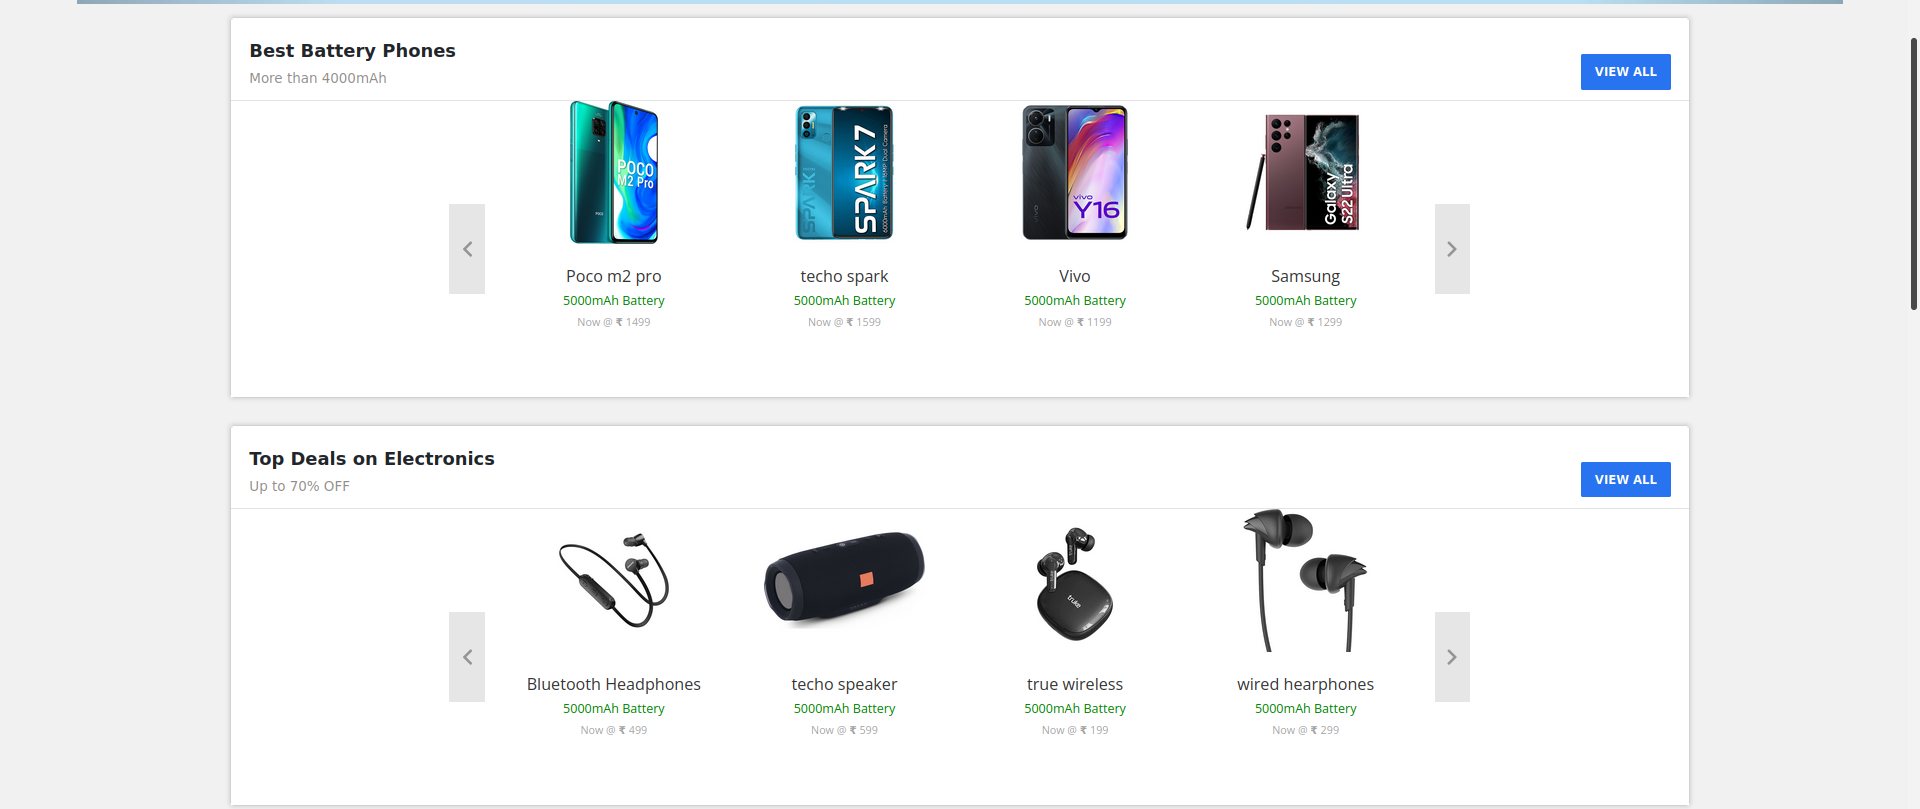 Best Battery Phones
More than 4000mAh
VIEW ALL
POCO
M2 Pro
SPARK 7
vivo
Y16
Galaxy
S22 Ultra
Poco m2 pro
techo spark
Vivo
Samsung
5000mAh Battery
5000mAh Battery
5000mAh Battery
5000mAh Battery
Now @ ₹ 1499
Now @ ₹ 1599
Now @ ₹ 1199
Now @ ₹ 1299
Top Deals on Electronics
Up to 70% OFF
VIEW ALL
truke
Bluetooth Headphones
techo speaker
true wireless
wired hearphones
5000mAh Battery
5000mAh Battery
5000mAh Battery
5000mAh Battery
Now @ ₹ 499
Now @ ₹ 599
Now @ ₹ 199
Now @ ₹ 299